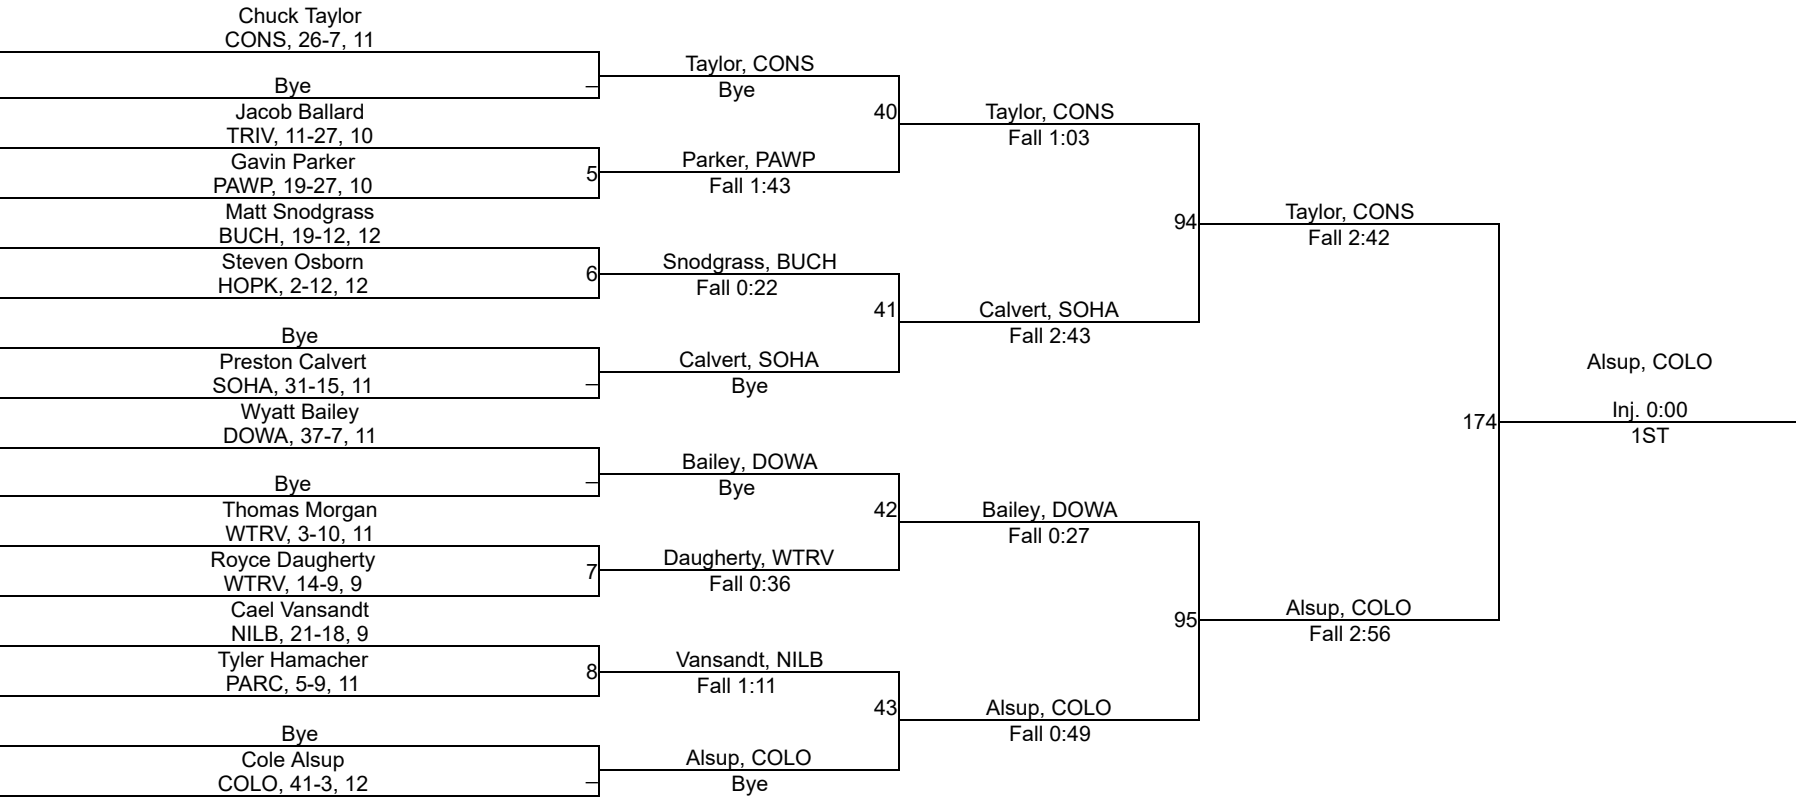 Chuck Taylor
CONS, 26-7, 11
Bye
–
Jacob Ballard
TRIV, 11-27, 10
Gavin Parker
5
PAWP, 19-27, 10
Matt Snodgrass
BUCH, 19-12, 12
Steven Osborn
6
HOPK, 2-12, 12
Bye
Preston Calvert
SOHA, 31-15, 11
–
Wyatt Bailey
DOWA, 37-7, 11
Bye
–
Thomas Morgan
WTRV, 3-10, 11
Royce Daugherty
7
WTRV, 14-9, 9
Cael Vansandt
NILB, 21-18, 9
Tyler Hamacher
8
PARC, 5-9, 11
Bye
Cole Alsup
COLO, 41-3, 12
–
Taylor, CONS
Bye
40
Parker, PAWP
Fall 1:43
Snodgrass, BUCH
Fall 0:22
41
Calvert, SOHA
Bye
Bailey, DOWA
Bye
42
Daugherty, WTRV
Fall 0:36
Vansandt, NILB
Fall 1:11
43
Alsup, COLO
Bye
Taylor, CONS
Fall 1:03
94
Calvert, SOHA
Fall 2:43
Bailey, DOWA
Fall 0:27
95
Alsup, COLO
Fall 0:49
Taylor, CONS
Fall 2:42
174
Alsup, COLO
Fall 2:56
Alsup, COLO
Inj. 0:00
1ST